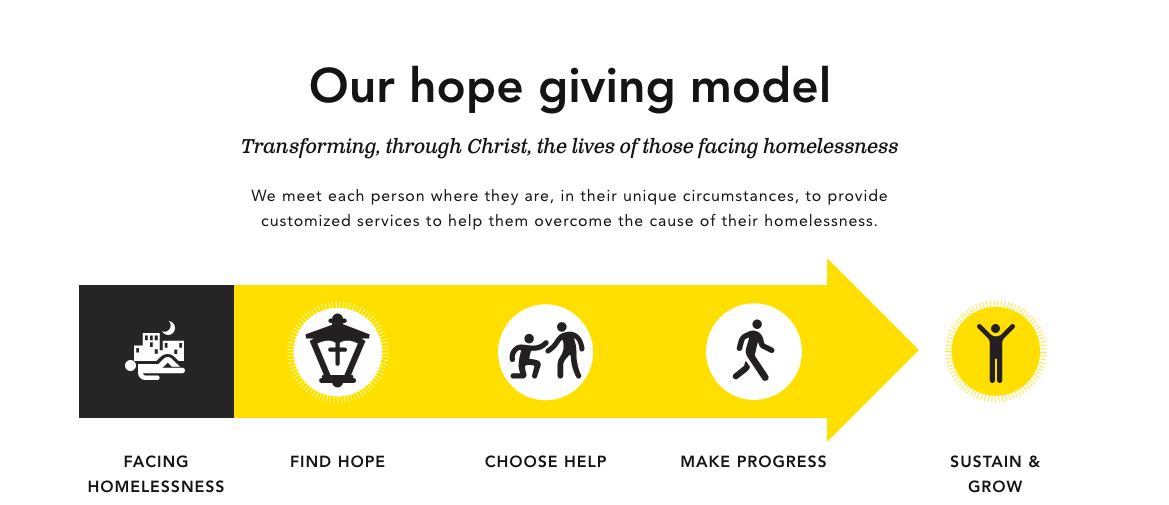 Our hope giving model
Transforming, through Christ, the lives of those facing homelessness
We meet each person where they are, in their unique circumstances, to provide
customized services to help them overcome the cause of their homelessness.
FACING
HOMELESSNESS
FIND HOPE
CHOOSE HELP
MAKE PROGRESS
SUSTAIN &
GROW